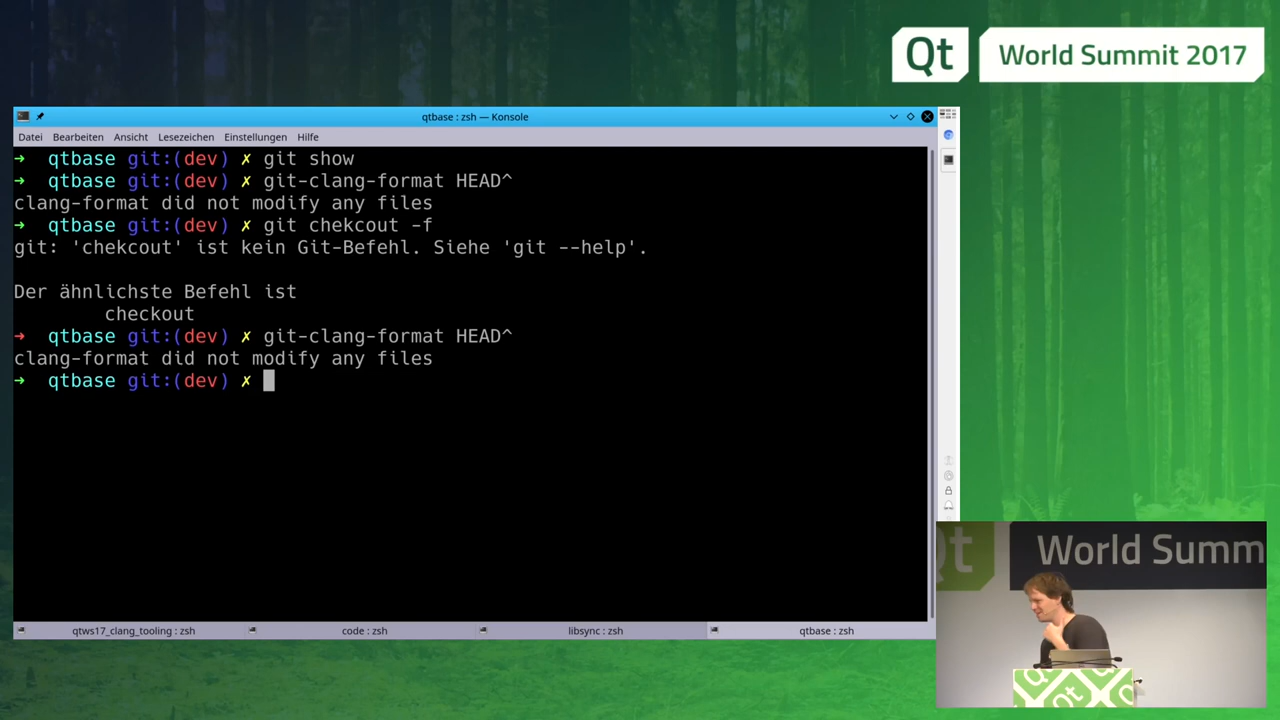 Qt World Summit 2017
qtbase : zsh — Konsole
Datei Bearbeiten Ansicht Lesezeichen Einstellungen Hilfe
➜ qtbase git:(dev) ✗ git show
➜ qtbase git:(dev) ✗ git-clang-format HEAD^
clang-format did not modify any files
➜ qtbase git:(dev) ✗ git chekcout -f
git: 'chekcout' ist kein Git-Befehl. Siehe 'git --help'.
Der ähnlichste Befehl ist
checkout
➜ qtbase git:(dev) ✗ git-clang-format HEAD^
clang-format did not modify any files
➜ qtbase git:(dev) ✗
qtws17_clang_tooling : zsh code : zsh libsync : zsh qtbase : zsh
Qt World Summ
Qt Qt Qt